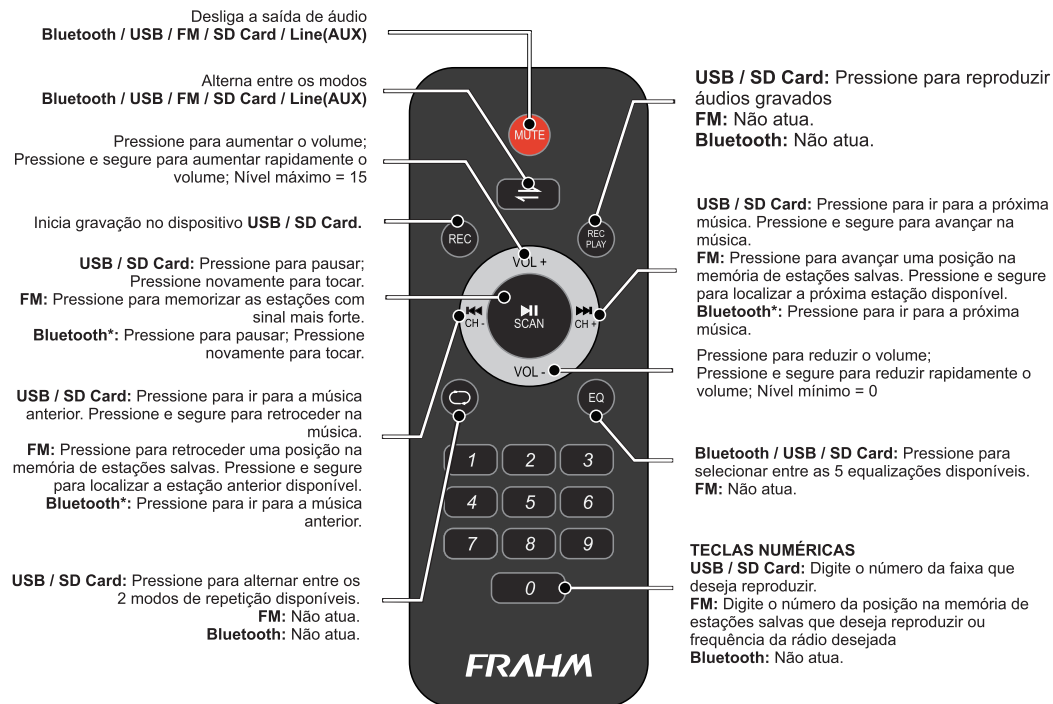 Desliga a saída de áudio
Bluetooth / USB / FM / SD Card / Line(AUX)
Alterna entre os modos
Bluetooth / USB / FM / SD Card / Line(AUX)
Pressione para aumentar o volume;
Pressione e segure para aumentar rapidamente o
volume; Nível máximo = 15
Inicia gravação no dispositivo USB / SD Card.
USB / SD Card: Pressione para pausar;
Pressione novamente para tocar.
FM: Pressione para memorizar as estações com
sinal mais forte.
Bluetooth*: Pressione para pausar; Pressione
novamente para tocar.
USB / SD Card: Pressione para ir para a música
anterior. Pressione e segure para retroceder na
música.
FM: Pressione para retroceder uma posição na
memória de estações salvas. Pressione e segure
para localizar a estação anterior disponível.
Bluetooth*: Pressione para ir para a música
anterior.
USB / SD Card: Pressione para alternar entre os
2 modos de repetição disponíveis.
FM: Não atua.
Bluetooth: Não atua.
MUTE
REC
REC
PLAY
VOL +
CH -
SCAN
CH +
VOL -
EQ
1 2 3
4 5 6
7 8 9
0
FRAHM
USB / SD Card: Pressione para reproduzir
áudios gravados
FM: Não atua.
Bluetooth: Não atua.
USB / SD Card: Pressione para ir para a próxima
música. Pressione e segure para avançar na
música.
FM: Pressione para avançar uma posição na
memória de estações salvas. Pressione e segure
para localizar a próxima estação disponível.
Bluetooth*: Pressione para ir para a próxima
música.
Pressione para reduzir o volume;
Pressione e segure para reduzir rapidamente o
volume; Nível mínimo = 0
Bluetooth / USB / SD Card: Pressione para
selecionar entre as 5 equalizações disponíveis.
FM: Não atua.
TECLAS NUMÉRICAS
USB / SD Card: Digite o número da faixa que
deseja reproduzir.
FM: Digite o número da posição na memória de
estações salvas que deseja reproduzir ou
frequência da rádio desejada
Bluetooth: Não atua.